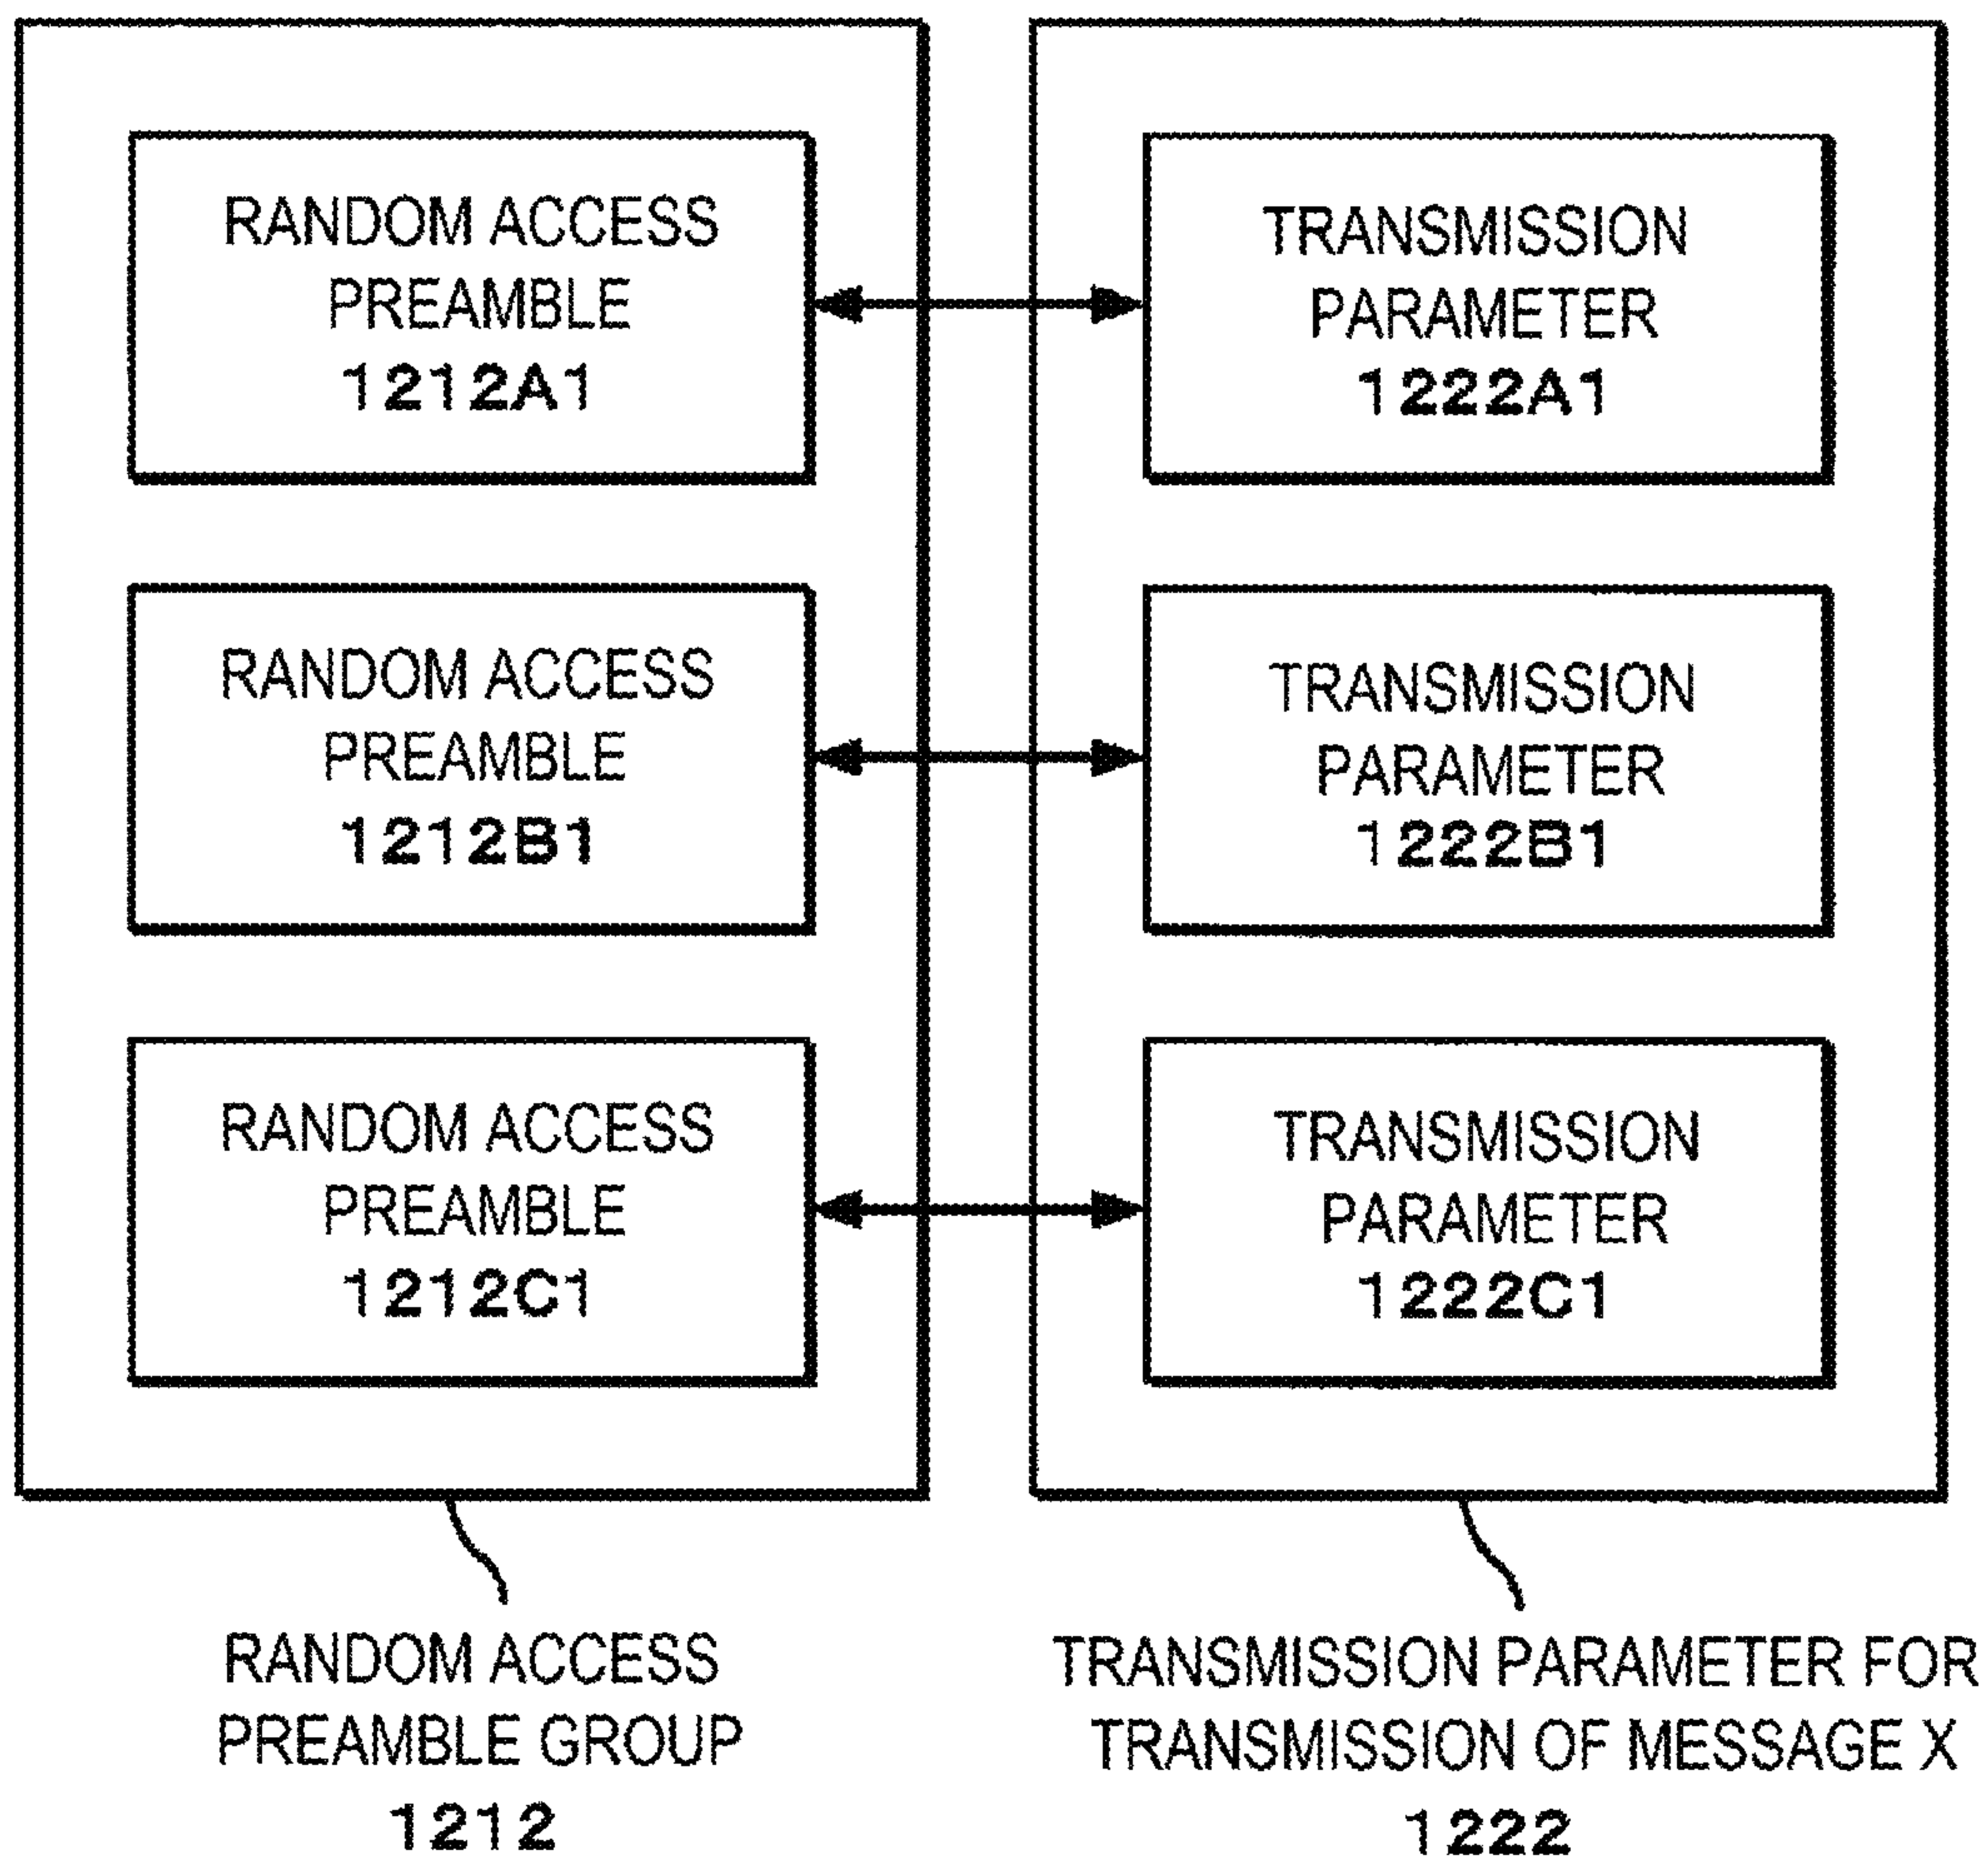 RANDOM ACCESS
PREAMBLE
1212A1
TRANSMISSION
PARAMETER
1222A1
RANDOM ACCESS
PREAMBLE
1212B1
TRANSMISSION
PARAMETER
1222B1
RANDOM ACCESS
PREAMBLE
1212C1
TRANSMISSION
PARAMETER
1222C1
RANDOM ACCESS
PREAMBLE GROUP
1212
TRANSMISSION PARAMETER FOR
TRANSMISSION OF MESSAGE X
1222